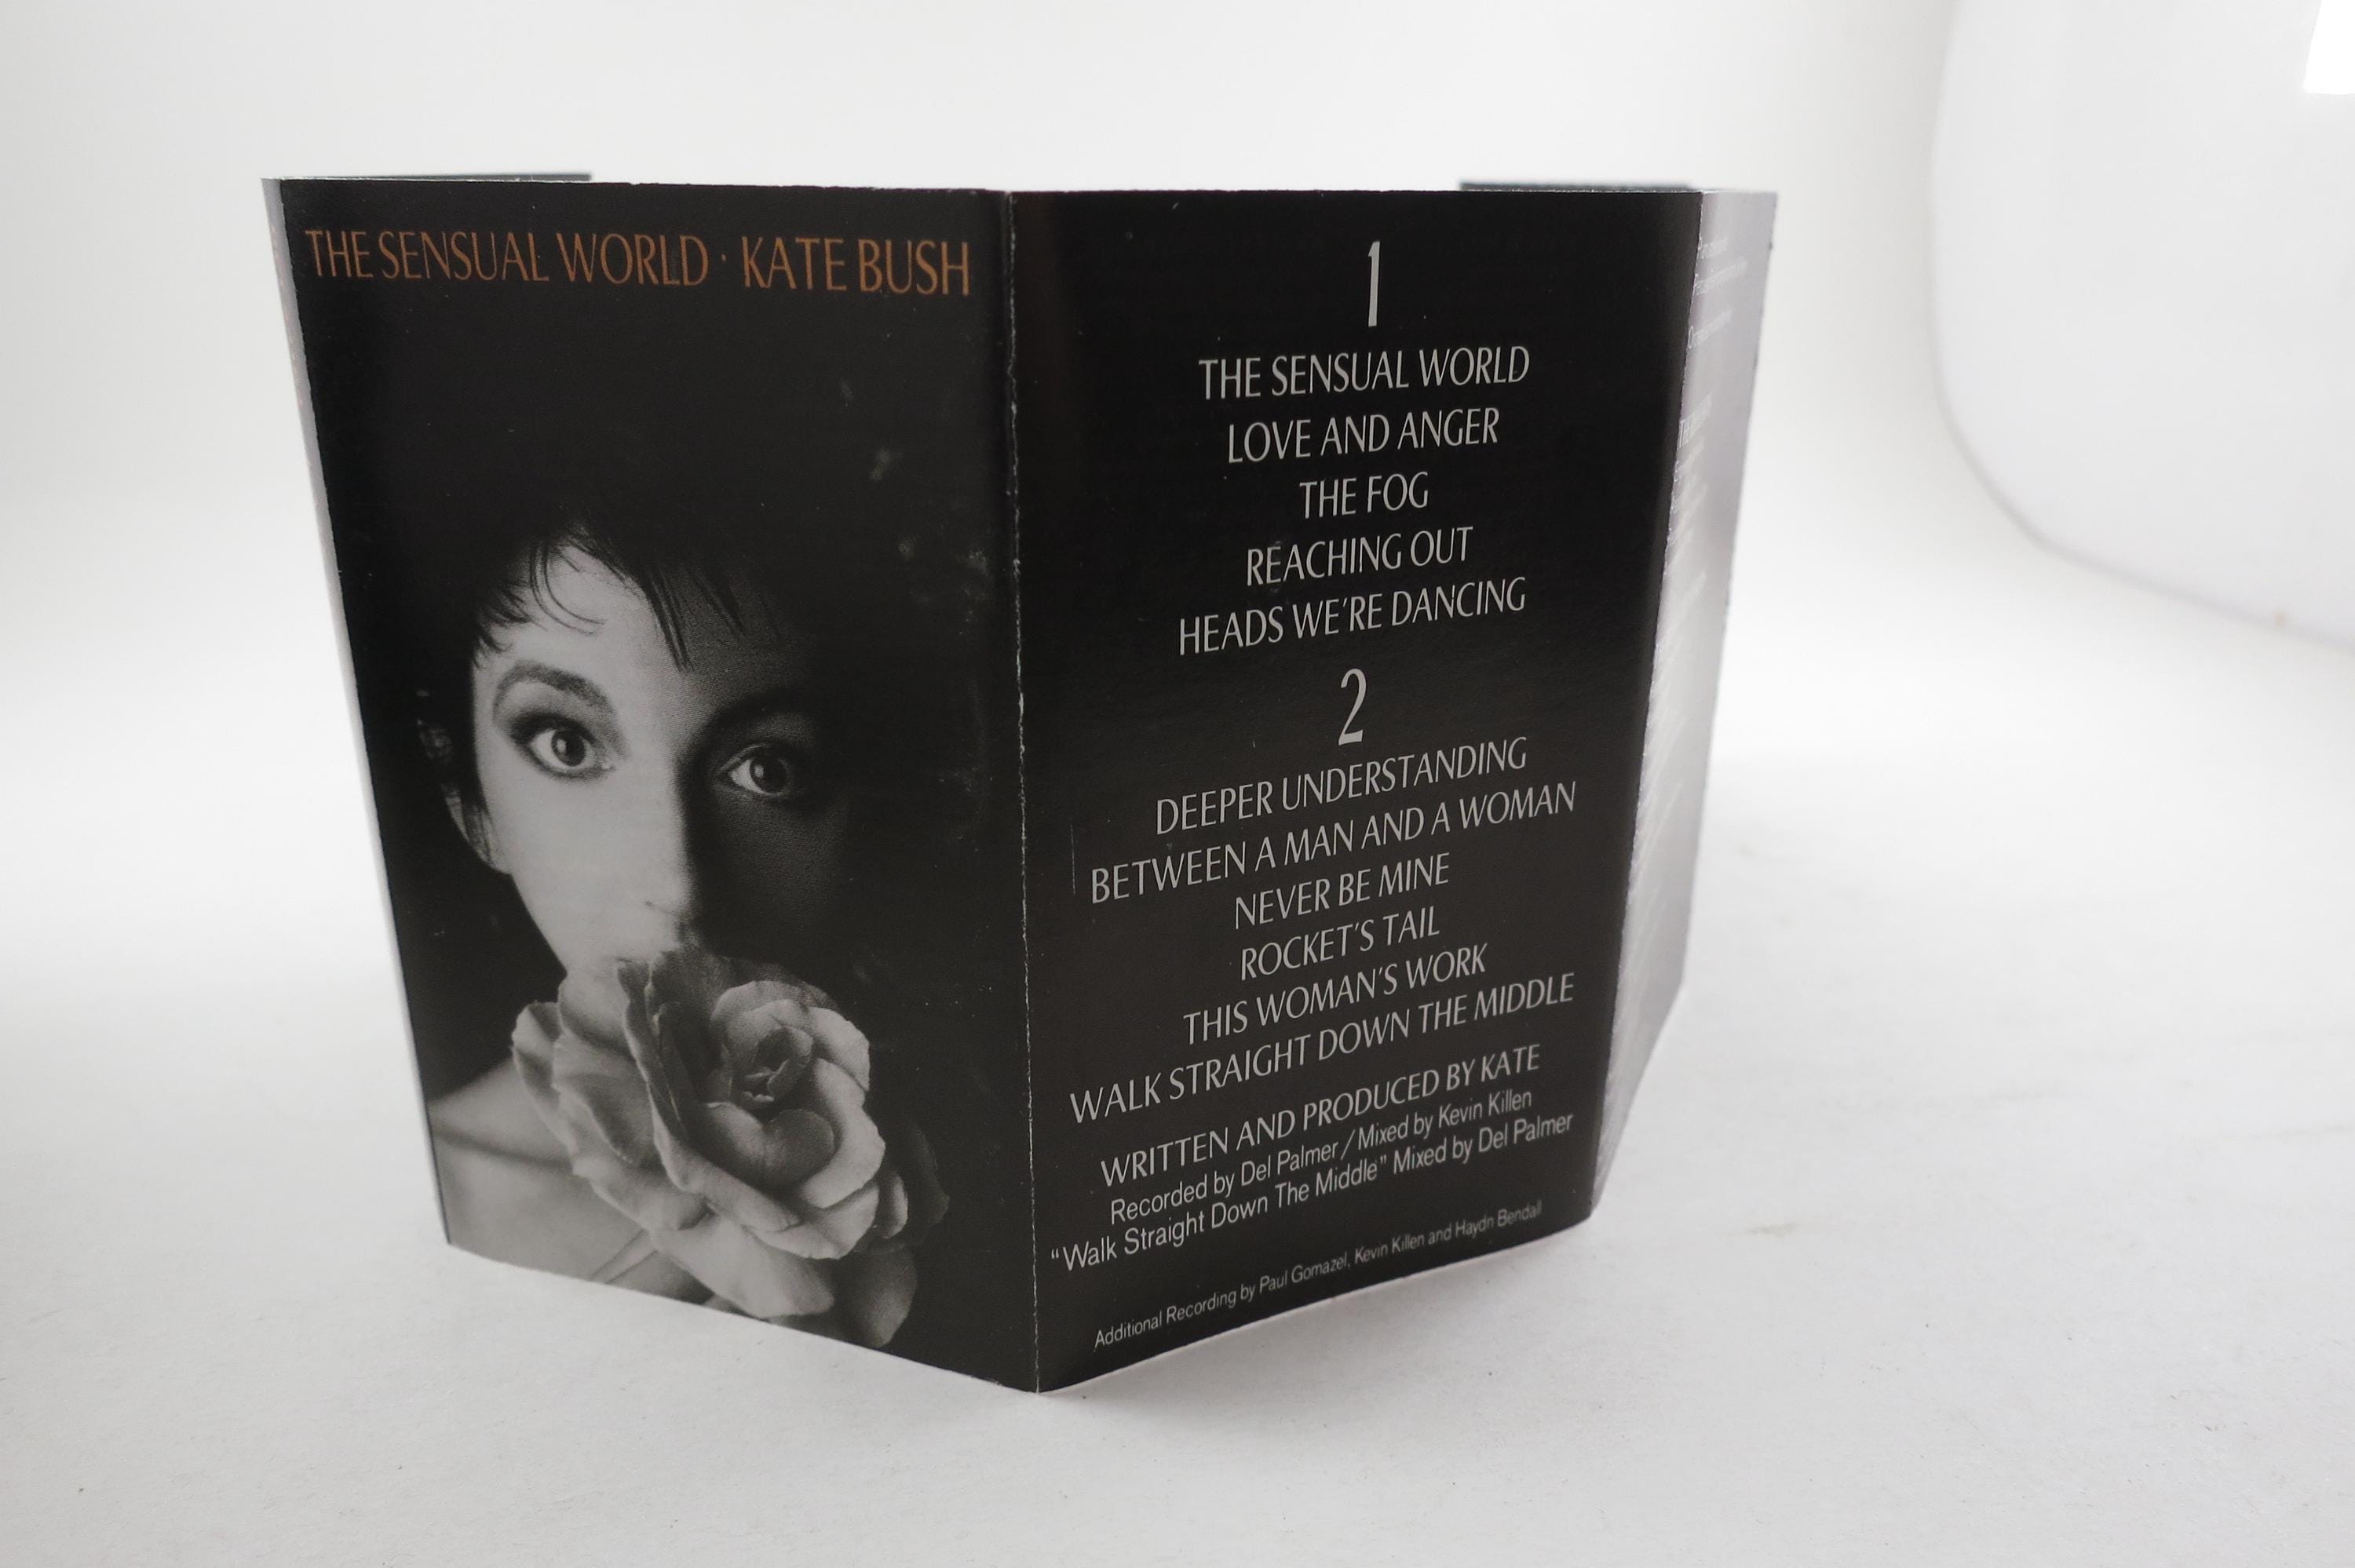 THE SENSUAL WORLD · KATE BUSH
1
THE SENSUAL WORLD
LOVE AND ANGER
THE FOG
REACHING OUT
HEADS WE'RE DANCING
2
DEEPER UNDERSTANDING
BETWEEN A MAN AND A WOMAN
NEVER BE MINE
ROCKET'S TAIL
THIS WOMAN'S WORK
WALK STRAIGHT DOWN THE MIDDLE
WRITTEN AND PRODUCED BY KATE
Recorded by Del Palmer / Mixed by Kevin Killen
“Walk Straight Down The Middle” Mixed by Del Palmer
Additional Recording by Paul Gomazel, Kevin Killen and Haydn Bendall